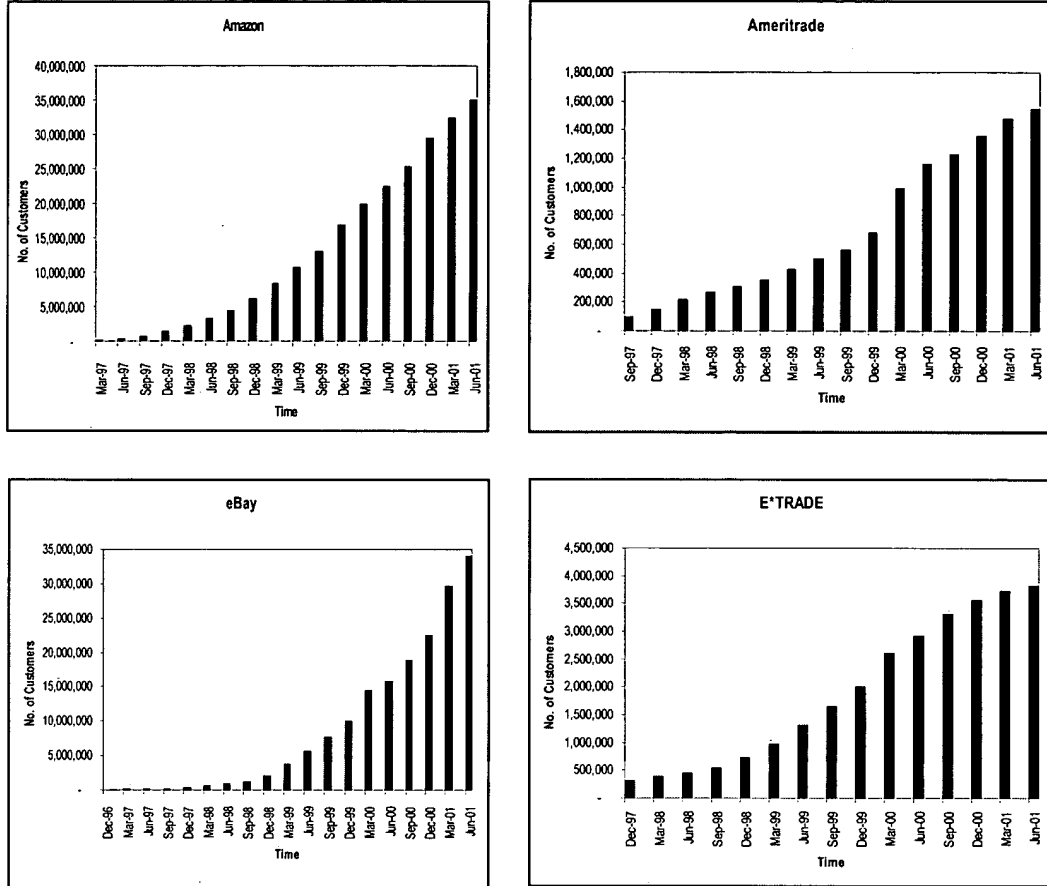 Amazon
No. of Customers
40,000,000
35,000,000
30,000,000
25,000,000
20,000,000
15,000,000
10,000,000
5,000,000
-
Mar-97
Jun-97
Sep-97
Dec-97
Mar-98
Jun-98
Sep-98
Dec-98
Mar-99
Jun-99
Sep-99
Dec-99
Mar-00
Jun-00
Sep-00
Dec-00
Mar-01
Jun-01
Time
Ameritrade
No. of Customers
1,800,000
1,600,000
1,400,000
1,200,000
1,000,000
800,000
600,000
400,000
200,000
-
Sep-97
Dec-97
Mar-98
Jun-98
Sep-98
Dec-98
Mar-99
Jun-99
Sep-99
Dec-99
Mar-00
Jun-00
Sep-00
Dec-00
Mar-01
Jun-01
Time
eBay
No. of Customers
35,000,000
30,000,000
25,000,000
20,000,000
15,000,000
10,000,000
5,000,000
-
Dec-96
Mar-97
Jun-97
Sep-97
Dec-97
Mar-98
Jun-98
Sep-98
Dec-98
Mar-99
Jun-99
Sep-99
Dec-99
Mar-00
Jun-00
Sep-00
Dec-00
Mar-01
Jun-01
Time
E*TRADE
No. of Customers
4,500,000
4,000,000
3,500,000
3,000,000
2,500,000
2,000,000
1,500,000
1,000,000
500,000
-
Dec-97
Mar-98
Jun-98
Sep-98
Dec-98
Mar-99
Jun-99
Sep-99
Dec-99
Mar-00
Jun-00
Sep-00
Dec-00
Mar-01
Jun-01
Time